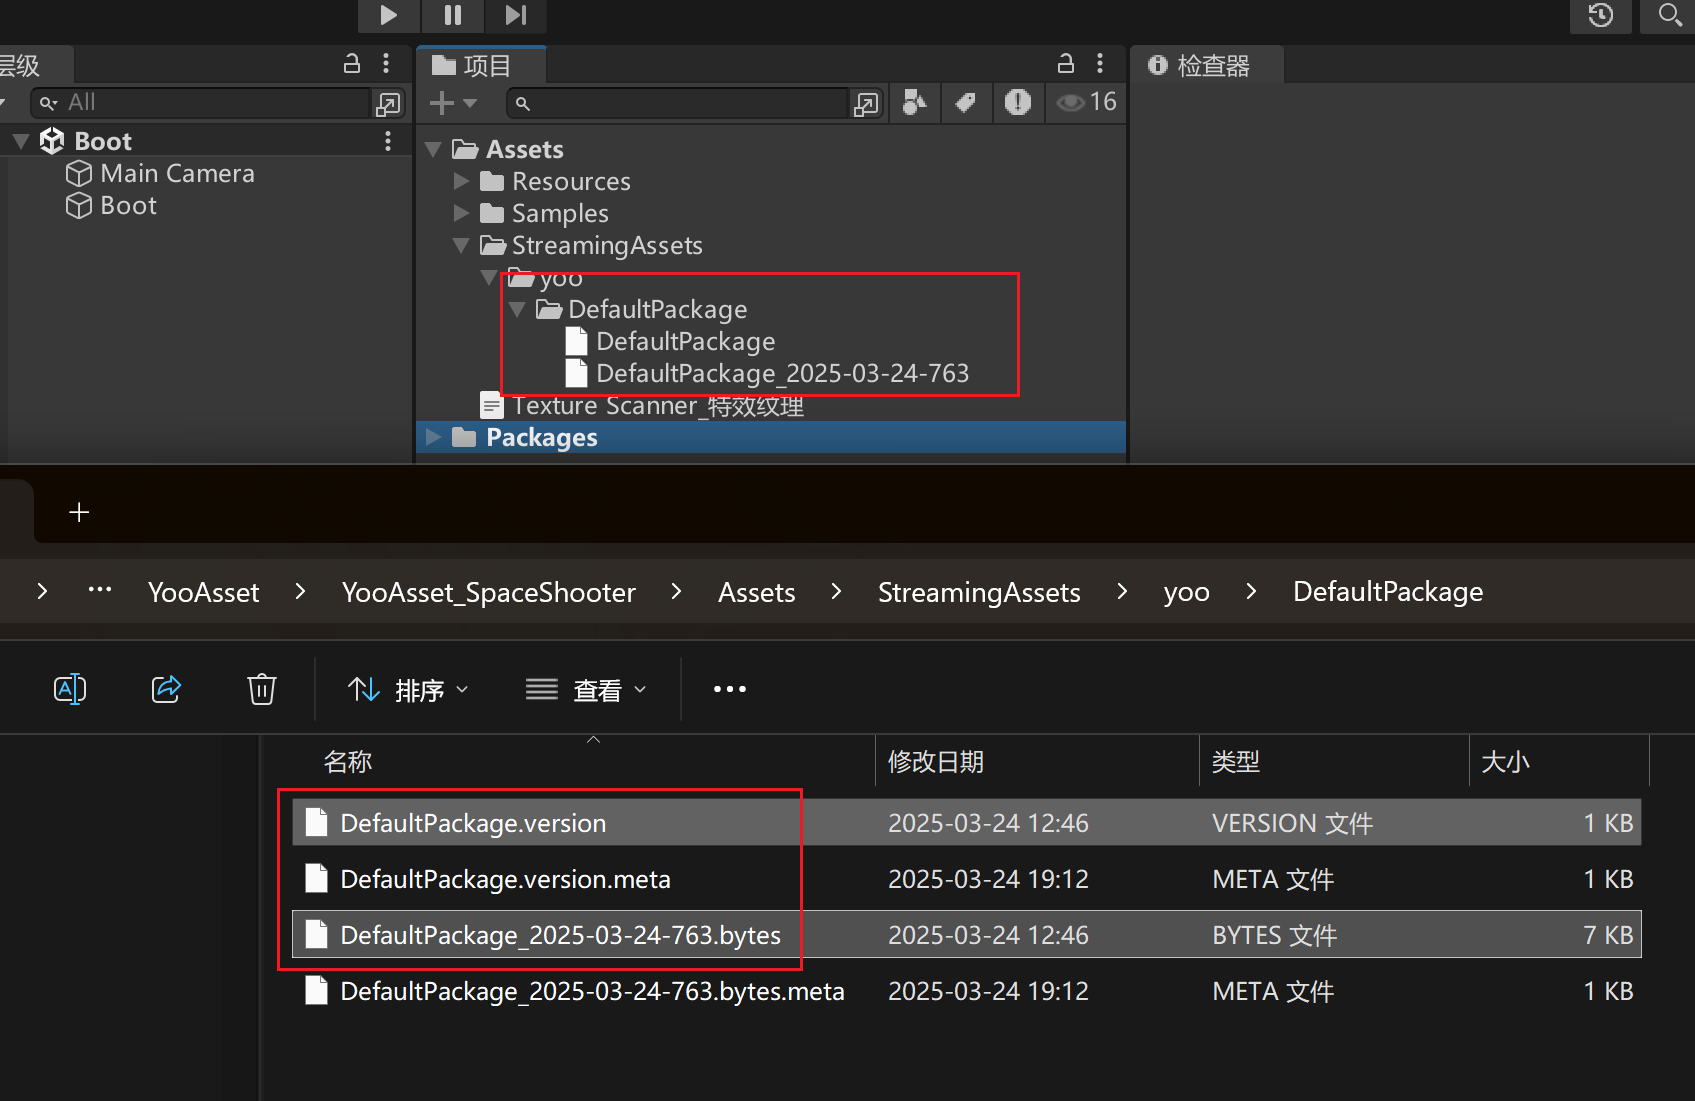 层级
项目
检查器
All
16
Boot
Main Camera
Boot
Assets
Resources
Samples
StreamingAssets
yoo
DefaultPackage
DefaultPackage
DefaultPackage_2025-03-24-763
Texture Scanner_特效纹理
Packages
YooAsset > YooAsset_SpaceShooter > Assets > StreamingAssets > yoo > DefaultPackage
排序
查看
名称 修改日期 类型 大小
DefaultPackage.version 2025-03-24 12:46 VERSION 文件 1 KB
DefaultPackage.version.meta 2025-03-24 19:12 META 文件 1 KB
DefaultPackage_2025-03-24-763.bytes 2025-03-24 12:46 BYTES 文件 7 KB
DefaultPackage_2025-03-24-763.bytes.meta 2025-03-24 19:12 META 文件 1 KB